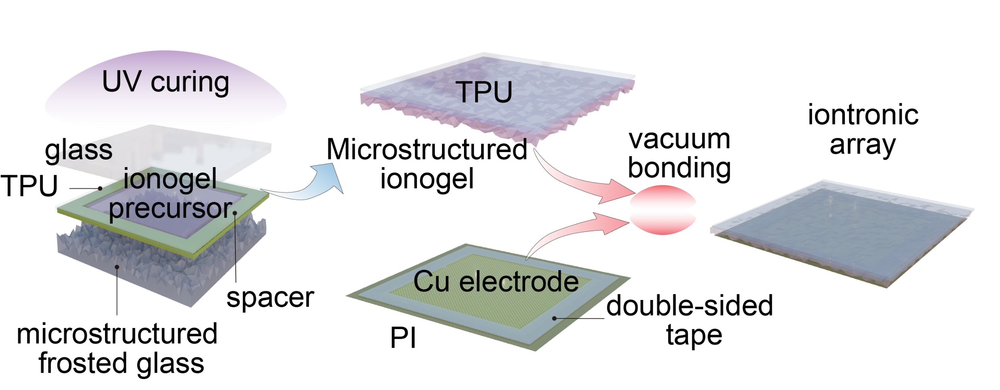 UV curing
glass
TPU
ionogel
precursor
spacer
microstructured
frosted glass
TPU
Microstructured
ionogel
Cu electrode
PI
double-sided
tape
vacuum
bonding
iontronic
array